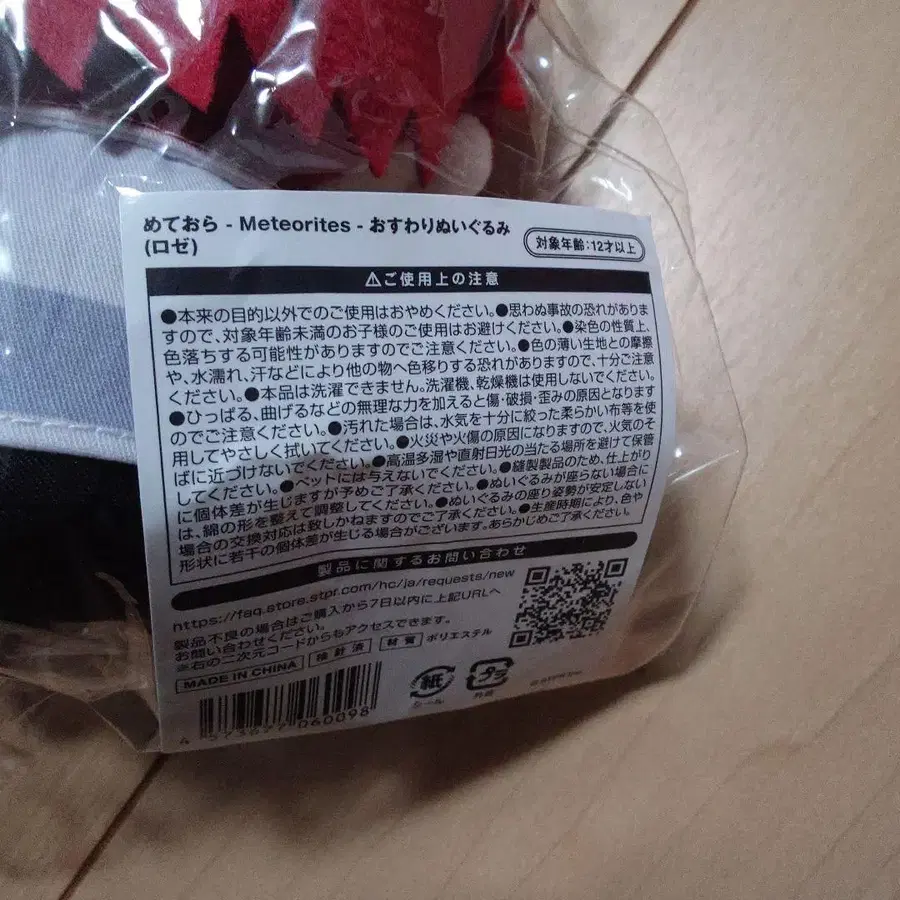 めておら - Meteorites - おすわりぬいぐるみ
(ロゼ)
対象年齢:12才以上
⚠ご使用上の注意
●本来の目的以外でのご使用はおやめください。●思わぬ事故の恐れがありま
すので、対象年齢未満のお子様のご使用はお避けください。●染色の性質上、
色落ちする可能性がありますのでご注意ください。●色の薄い生地との摩擦
や、水濡れ、汗などにより他の物へ色移りする恐れがありますので、十分ご注意
ください。●本品は洗濯できません。洗濯機、乾燥機は使用しないでください。
●ひっぱる、曲げるなどの無理な力を加えると傷・破損・歪みの原因となります
のでご注意ください。●汚れた場合は、水気を十分に絞った柔らかい布等を使
用してやさしく拭いてください。●火災や火傷の原因になりますので、火気のそ
ばに近づけないでください。●高温多湿や直射日光の当たる場所を避けて保管
してください。●ペットには与えないでください。●縫製製品のため、仕上がり
に個体差が生じますが予めご了承ください。●ぬいぐるみが座らない場合に
は、綿の形を整えて調整してください。●ぬいぐるみの座り姿勢が安定しない
場合の交換対応は致しかねますのでご了承ください。●生産時期により、色や
形状に若干の個体差が生じる場合がございます。あらかじめご了承ください。
製品に関するお問い合わせ
https://faq.store.stpr.com/hc/ja/requests/new
製品不良の場合はご購入から7日以内に上記URLへ
お問い合わせください。
※右の二次元コードからもアクセスできます。
MADE IN CHINA 検針済 材質 ポリエステル
紙 シール
プラ 外袋